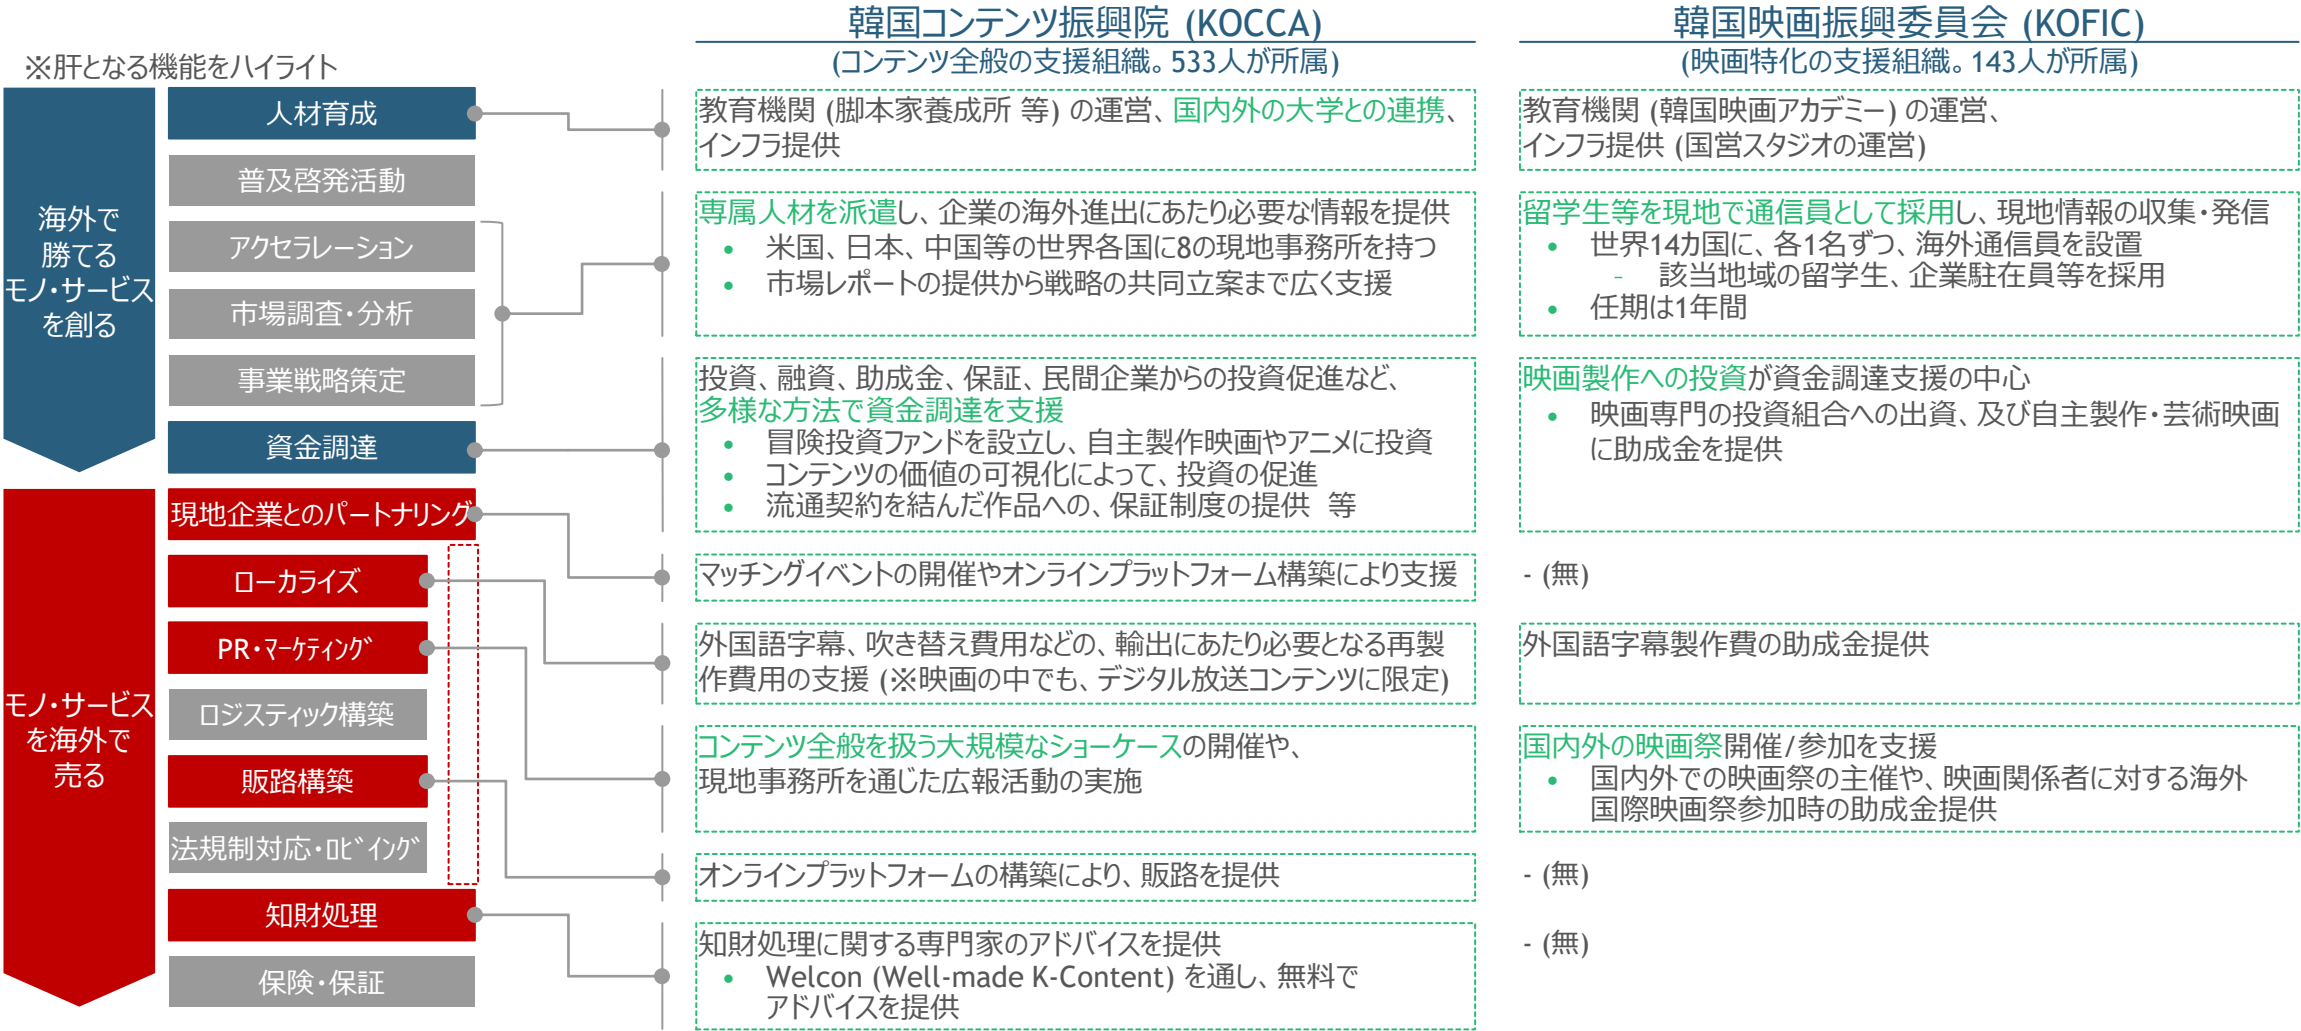 韓国コンテンツ振興院 (KOCCA)
(コンテンツ全般の支援組織。533人が所属)
韓国映画振興委員会 (KOFIC)
(映画特化の支援組織。143人が所属)
※肝となる機能をハイライト
海外で
勝てる
モノ・サービス
を創る
人材育成
普及啓発活動
アクセラレーション
市場調査・分析
事業戦略策定
資金調達
モノ・サービス
を海外で
売る
現地企業とのパートナリング
ローカライズ
PR・ﾏｰｹﾃｨﾝｸﾞ
ロジスティック構築
販路構築
法規制対応・ﾛﾋﾞｲﾝｸﾞ
知財処理
保険・保証
教育機関 (脚本家養成所 等) の運営、国内外の大学との連携、
インフラ提供
教育機関 (韓国映画アカデミー) の運営、
インフラ提供 (国営スタジオの運営)
専属人材を派遣し、企業の海外進出にあたり必要な情報を提供
• 米国、日本、中国等の世界各国に8の現地事務所を持つ
• 市場レポートの提供から戦略の共同立案まで広く支援
留学生等を現地で通信員として採用し、現地情報の収集・発信
• 世界14カ国に、各1名ずつ、海外通信員を設置
- 該当地域の留学生、企業駐在員等を採用
• 任期は1年間
投資、融資、助成金、保証、民間企業からの投資促進など、
多様な方法で資金調達を支援
• 冒険投資ファンドを設立し、自主製作映画やアニメに投資
• コンテンツの価値の可視化によって、投資の促進
• 流通契約を結んだ作品への、保証制度の提供 等
映画製作への投資が資金調達支援の中心
• 映画専門の投資組合への出資、及び自主製作・芸術映画
に助成金を提供
マッチングイベントの開催やオンラインプラットフォーム構築により支援
- (無)
外国語字幕、吹き替え費用などの、輸出にあたり必要となる再製
作費用の支援 (※映画の中でも、デジタル放送コンテンツに限定)
外国語字幕製作費の助成金提供
コンテンツ全般を扱う大規模なショーケースの開催や、
現地事務所を通じた広報活動の実施
国内外の映画祭開催/参加を支援
• 国内外での映画祭の主催や、映画関係者に対する海外
国際映画祭参加時の助成金提供
オンラインプラットフォームの構築により、販路を提供
- (無)
知財処理に関する専門家のアドバイスを提供
• Welcon (Well-made K-Content) を通し、無料で
アドバイスを提供
- (無)